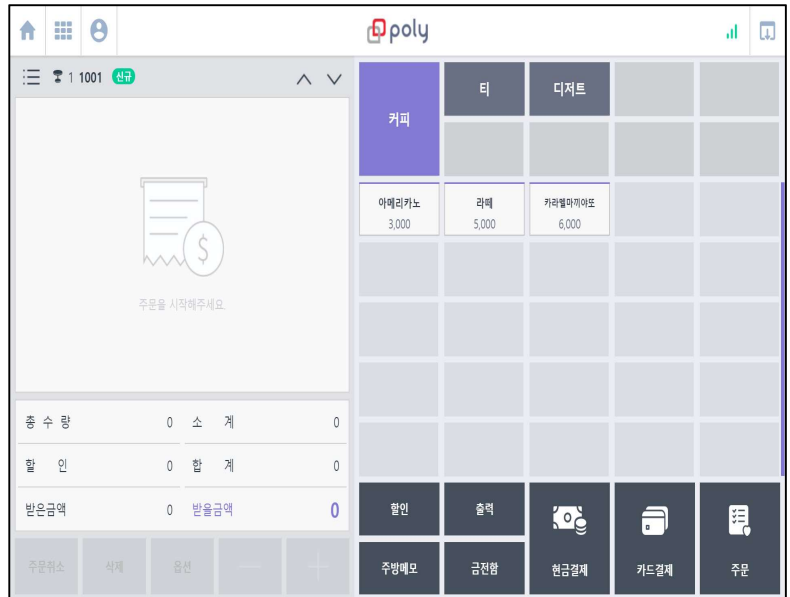 poly
1 1001 신규
주문을 시작해주세요.
총 수 량 0 소 계 0
할 인 0 합 계 0
받은금액 0 받을금액 0
주문취소 삭제 옵션
커피 티 디저트
아메리카노 라떼 카라멜마끼야또
3,000 5,000 6,000
할인 출력
주방메모 금전함 현금결제 카드결제 주문